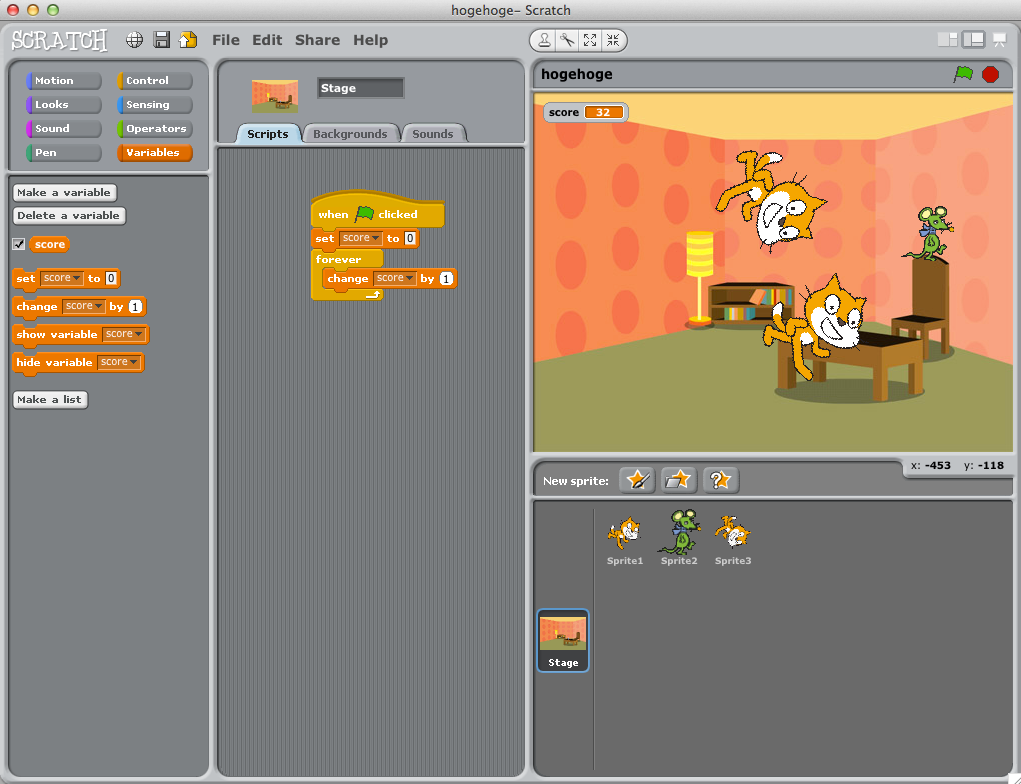 hogehoge- Scratch
SCRATCH File Edit Share Help
Motion Control
Looks Sensing
Sound Operators
Pen Variables
Make a variable
Delete a variable
score
set score to 0
change score by 1
show variable score
hide variable score
Make a list
Stage
Scripts Backgrounds Sounds
when clicked
set score to 0
forever
change score by 1
hogehoge
score 32
x: -453 y: -118
New sprite:
Sprite1 Sprite2 Sprite3
Stage